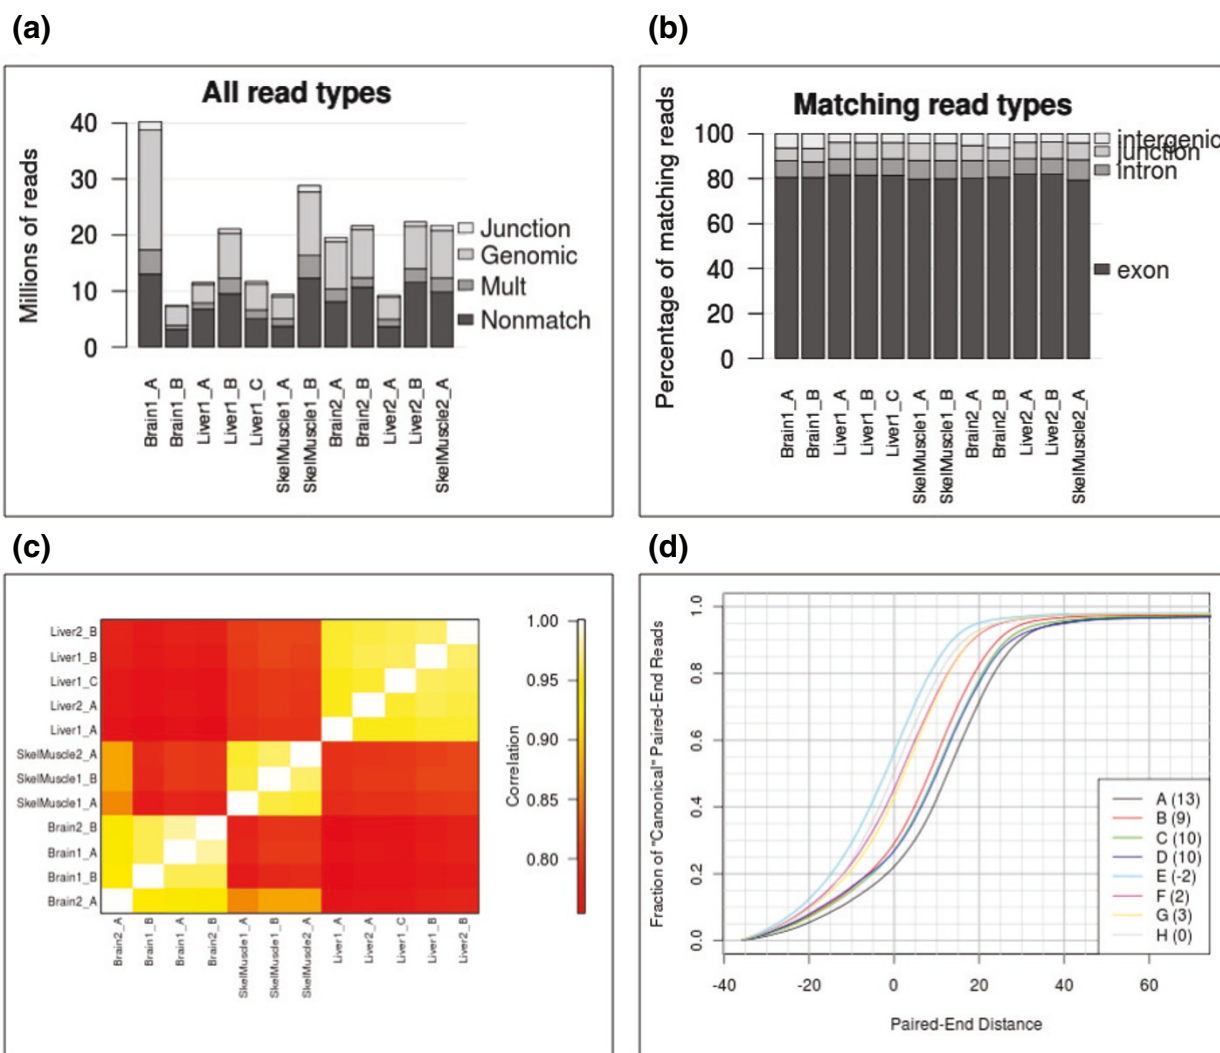 (a)
All read types
Millions of reads
40
30
20
10
0
Junction
Genomic
Mult
Nonmatch
Brain1_A
Brain1_B
Liver1_A
Liver1_B
Liver1_C
SkelMuscle1_A
SkelMuscle1_B
Brain2_A
Brain2_B
Liver2_A
Liver2_B
SkelMuscle2_A
(b)
Matching read types
Percentage of matching reads
100
80
60
40
20
0
intergenic
junction
intron
exon
Brain1_A
Brain1_B
Liver1_A
Liver1_B
Liver1_C
SkelMuscle1_A
SkelMuscle1_B
Brain2_A
Brain2_B
Liver2_A
Liver2_B
SkelMuscle2_A
(c)
Liver2_B
Liver1_B
Liver1_C
Liver2_A
Liver1_A
SkelMuscle2_A
SkelMuscle1_B
SkelMuscle1_A
Brain2_B
Brain1_A
Brain1_B
Brain2_A
Brain2_A
Brain1_B
Brain1_A
Brain2_B
SkelMuscle1_A
SkelMuscle1_B
SkelMuscle2_A
Liver1_A
Liver2_A
Liver1_C
Liver1_B
Liver2_B
Correlation
1.00
0.95
0.90
0.85
0.80
(d)
Fraction of "Canonical" Paired-End Reads
1.0
0.8
0.6
0.4
0.2
0.0
A (13)
B (9)
C (10)
D (10)
E (-2)
F (2)
G (3)
H (0)
-40
-20
0
20
40
60
Paired-End Distance